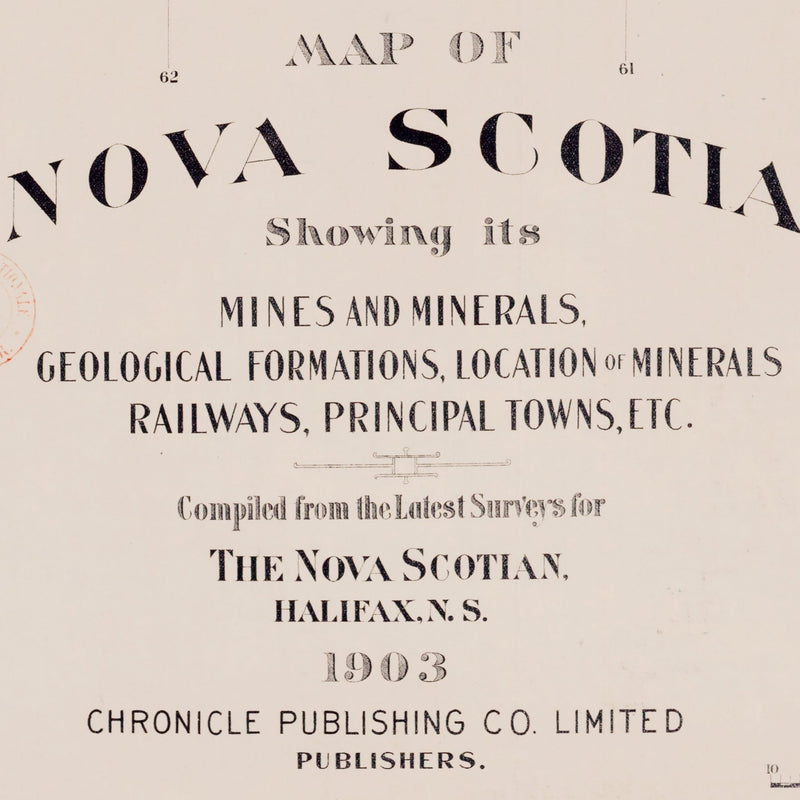 MAP OF
62
61
NOVA SCOTIA
Showing its
MINES AND MINERALS,
GEOLOGICAL FORMATIONS, LOCATION OF MINERALS
RAILWAYS, PRINCIPAL TOWNS, ETC.
Compiled from the Latest Surveys for
THE NOVA SCOTIAN,
HALIFAX, N. S.
1903
CHRONICLE PUBLISHING CO. LIMITED
PUBLISHERS.
10